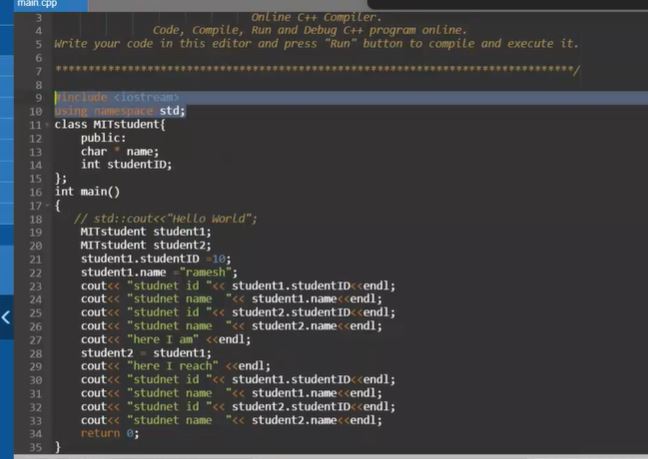 main.cpp
3 Online C++ Compiler.
4 Code, Compile, Run and Debug C++ program online.
5 Write your code in this editor and press "Run" button to compile and execute it.
6
7 *******************************************************************************/
8
9 #include <iostream>
10 using namespace std;
11 class MITstudent{
12 public:
13 char * name;
14 int studentID;
15 };
16 int main()
17 {
18 // std::cout<<"Hello World";
19 MITstudent student1;
20 MITstudent student2;
21 student1.studentID =10;
22 student1.name ="ramesh";
23 cout<< "studnet id "<< student1.studentID<<endl;
24 cout<< "studnet name  "<< student1.name<<endl;
25 cout<< "studnet id "<< student2.studentID<<endl;
26 cout<< "studnet name  "<< student2.name<<endl;
27 cout<< "here I am" <<endl;
28 student2 = student1;
29 cout<< "here I reach" <<endl;
30 cout<< "studnet id "<< student1.studentID<<endl;
31 cout<< "studnet name  "<< student1.name<<endl;
32 cout<< "studnet id "<< student2.studentID<<endl;
33 cout<< "studnet name  "<< student2.name<<endl;
34 return 0;
35 }